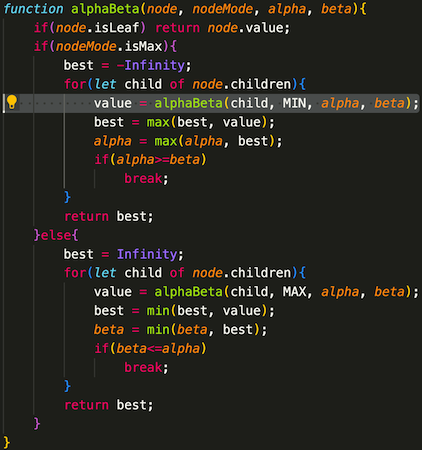 function alphaBeta(node, nodeMode, alpha, beta){
if(node.isLeaf) return node.value;
if(nodeMode.isMax){
best = -Infinity;
for(let child of node.children){
value = alphaBeta(child, MIN, alpha, beta);
best = max(best, value);
alpha = max(alpha, best);
if(alpha>=beta)
break;
}
return best;
}else{
best = Infinity;
for(let child of node.children){
value = alphaBeta(child, MAX, alpha, beta);
best = min(best, value);
beta = min(beta, best);
if(beta<=alpha)
break;
}
return best;
}
}